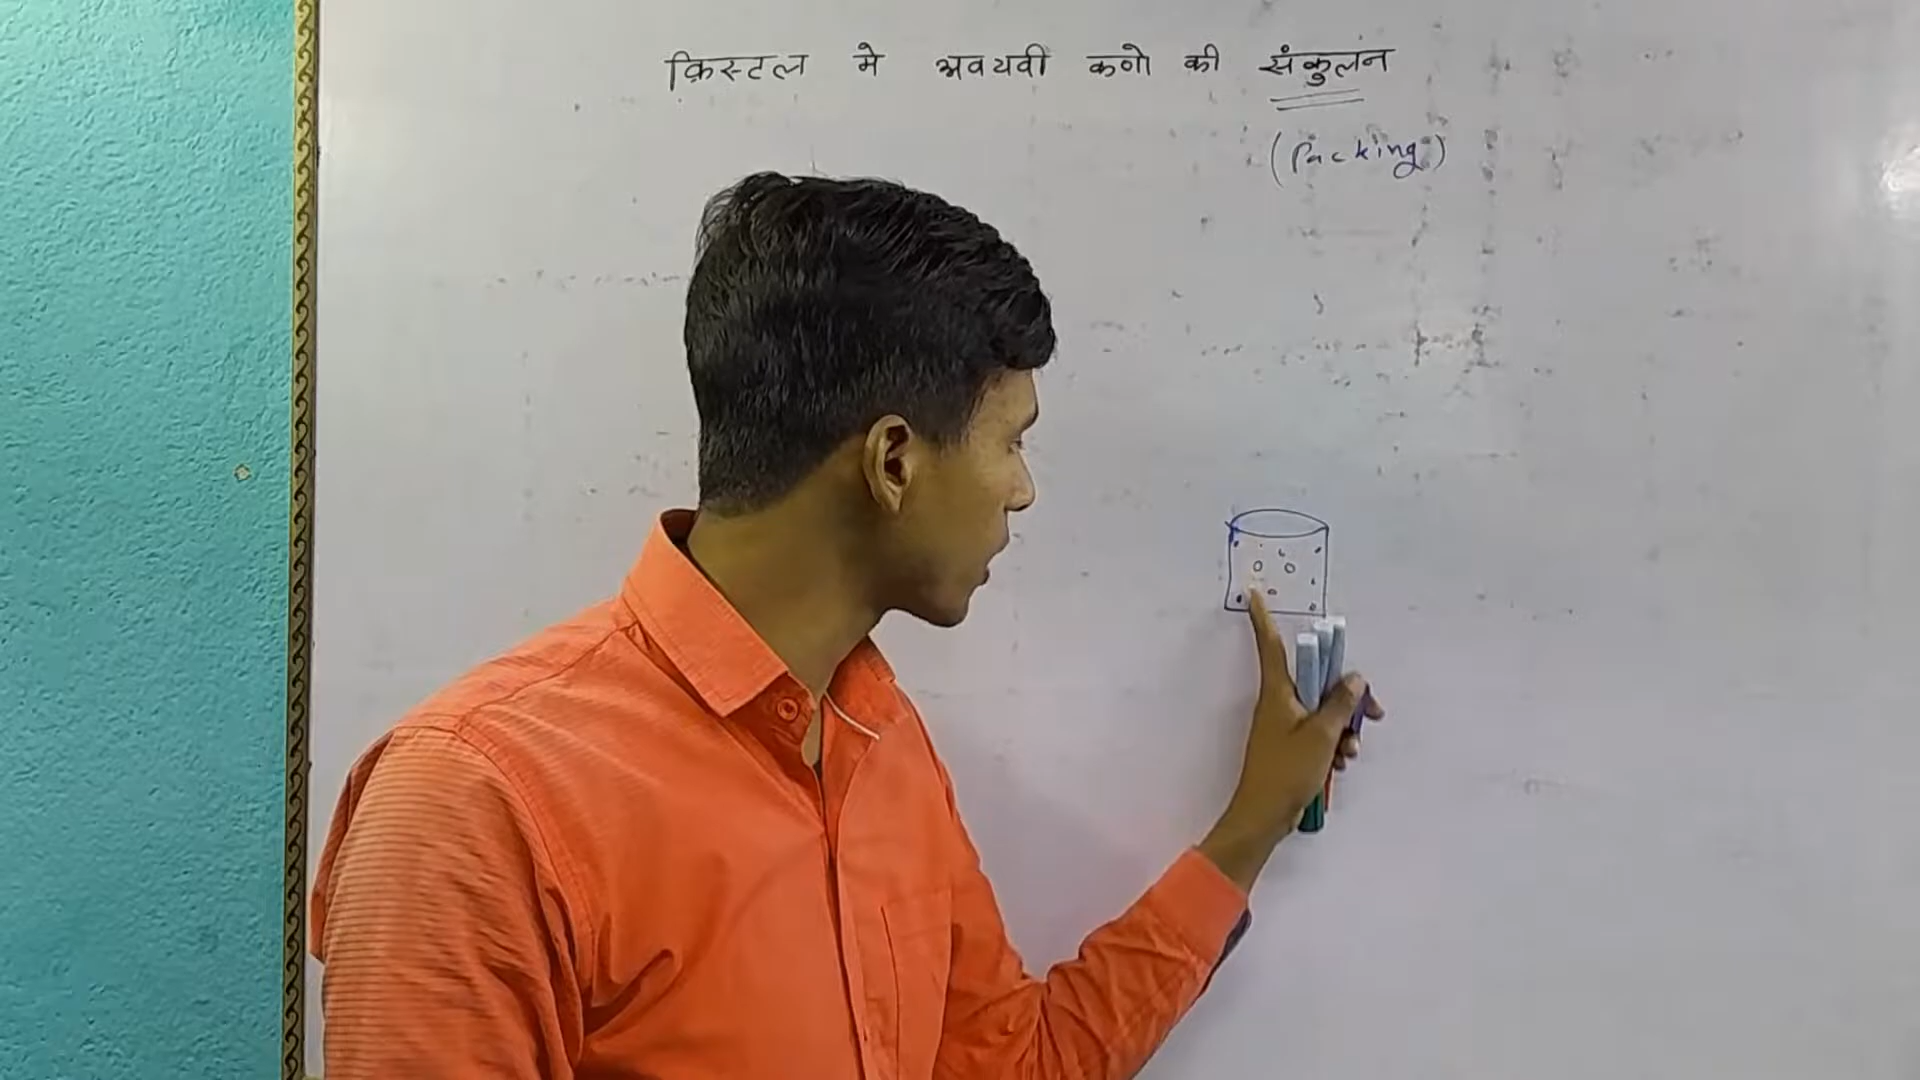 क्रिस्टल मे अवयवी कणो की संकुलन
(Packing)